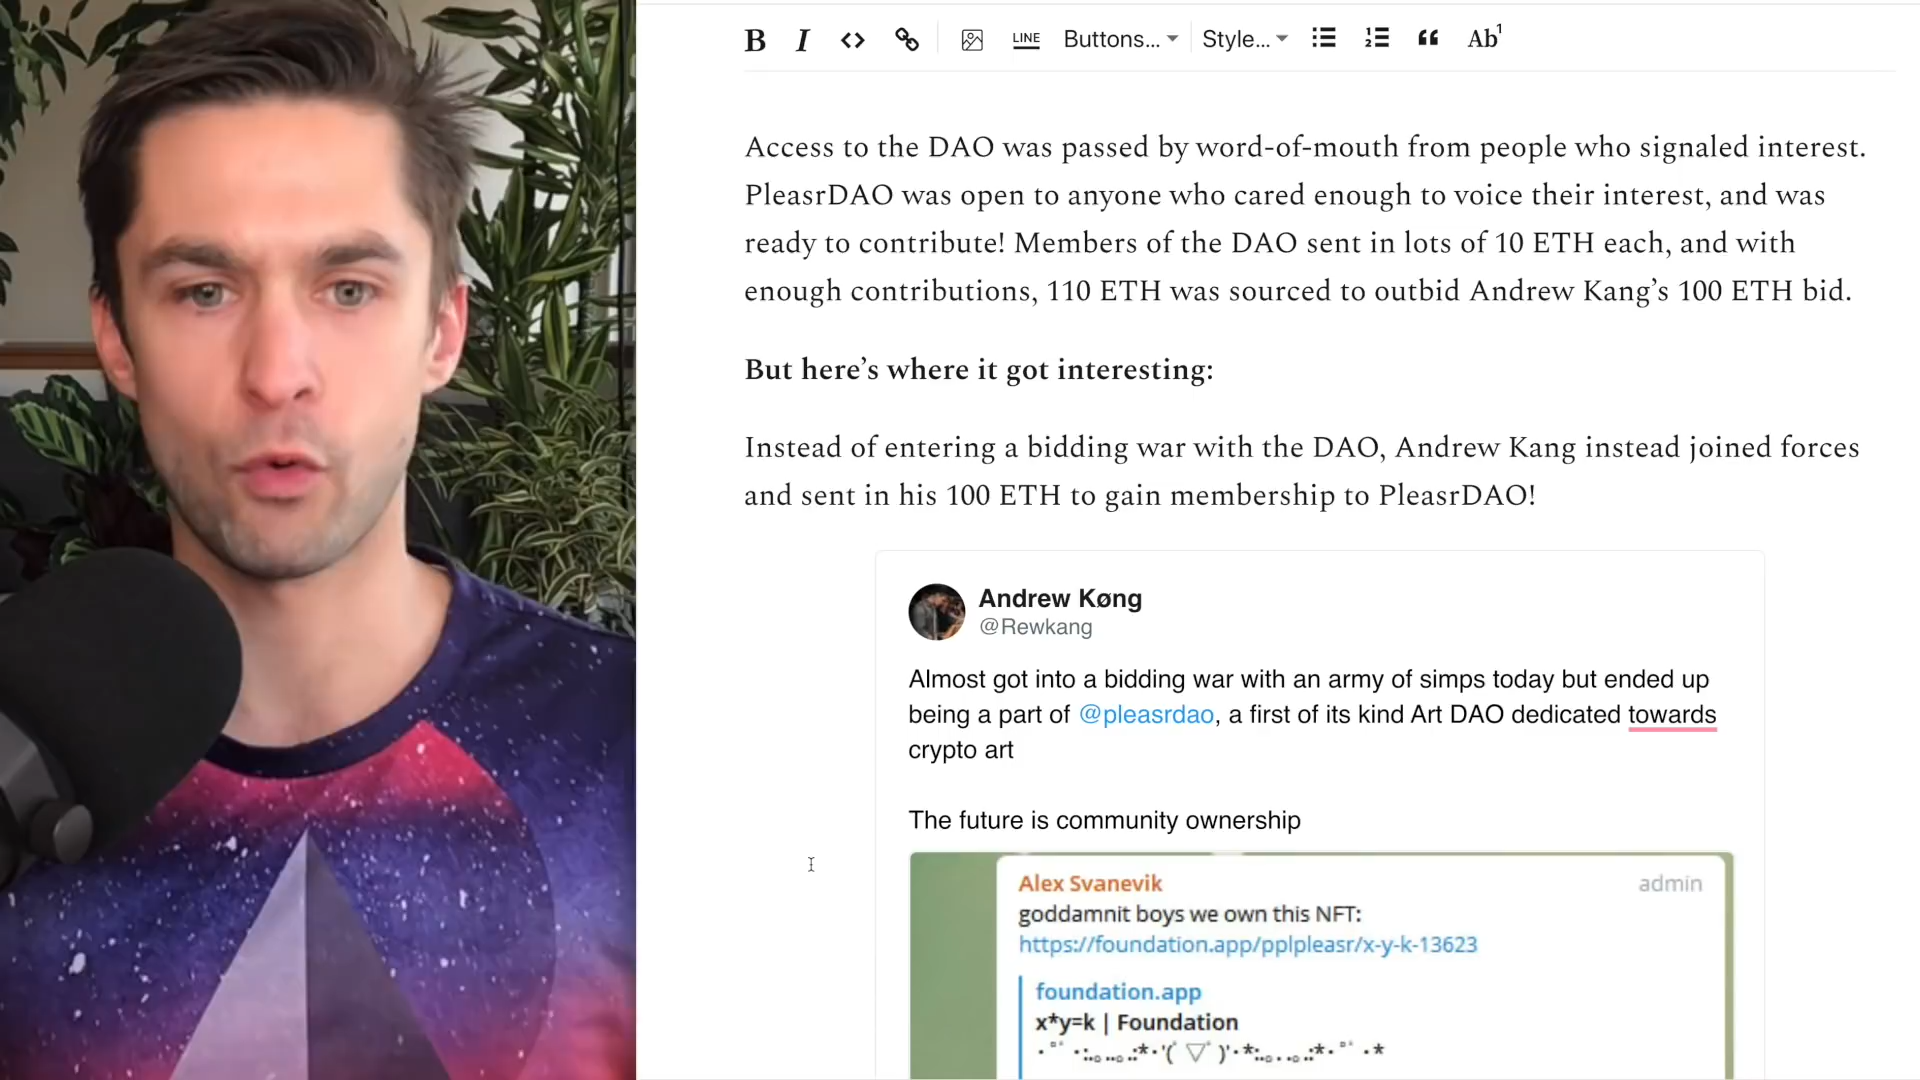 B I <> LINE Buttons... Style... Ab1
Access to the DAO was passed by word-of-mouth from people who signaled interest.
PleasrDAO was open to anyone who cared enough to voice their interest, and was
ready to contribute! Members of the DAO sent in lots of 10 ETH each, and with
enough contributions, 110 ETH was sourced to outbid Andrew Kang’s 100 ETH bid.
But here’s where it got interesting:
Instead of entering a bidding war with the DAO, Andrew Kang instead joined forces
and sent in his 100 ETH to gain membership to PleasrDAO!
Andrew Køng
@Rewkang
Almost got into a bidding war with an army of simps today but ended up
being a part of @pleasrdao, a first of its kind Art DAO dedicated towards
crypto art
The future is community ownership
Alex Svanevik admin
goddamnit boys we own this NFT:
https://foundation.app/pplpleasr/x-y-k-13623
foundation.app
x*y=k | Foundation